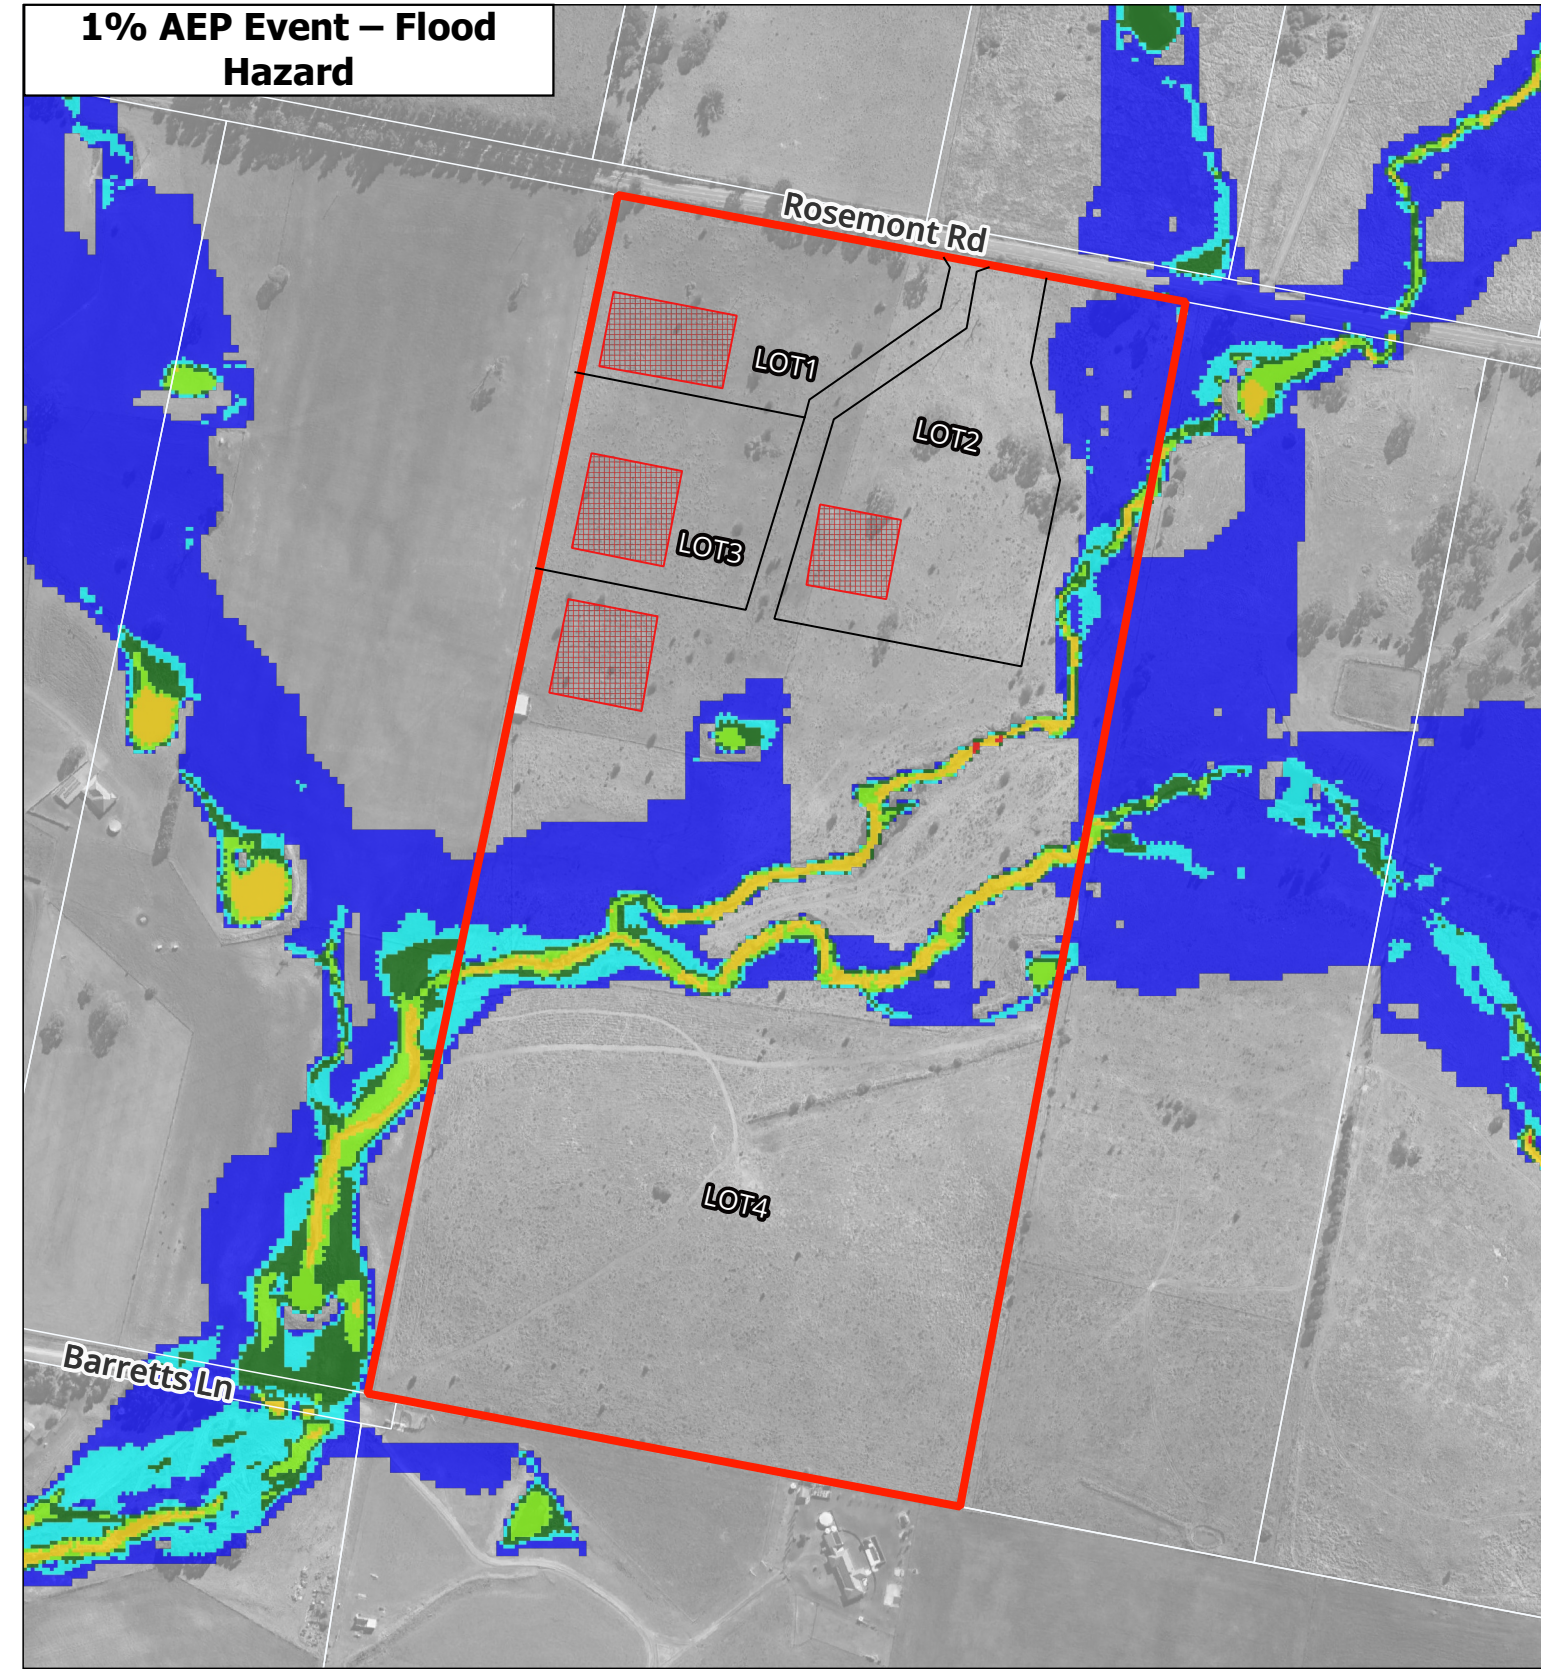 1% AEP Event – Flood
Hazard
Rosemont Rd
LOT1
LOT2
LOT3
LOT4
Barretts Ln